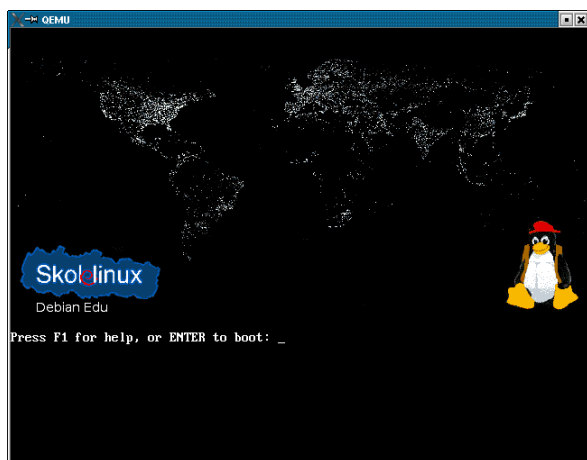 QEMU
Skolelinux
Debian Edu
Press F1 for help, or ENTER to boot: _